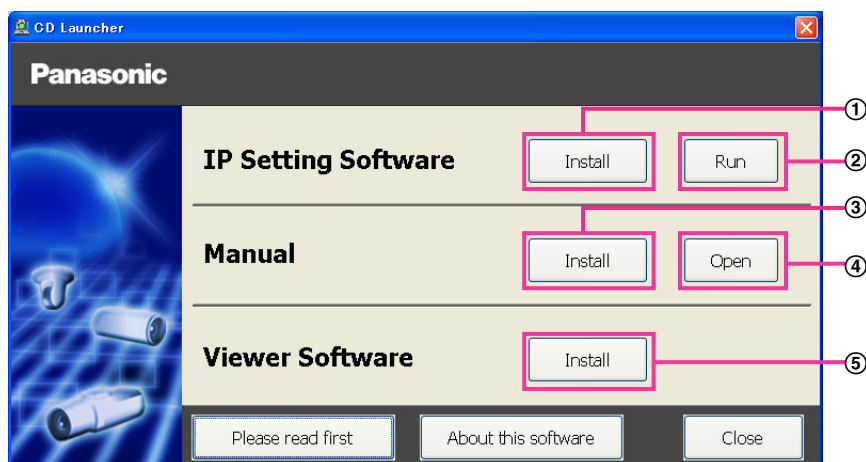 CD Launcher
Panasonic
①
IP Setting Software Install Run ②
③
Manual Install Open ④
Viewer Software Install ⑤
Please read first About this software Close